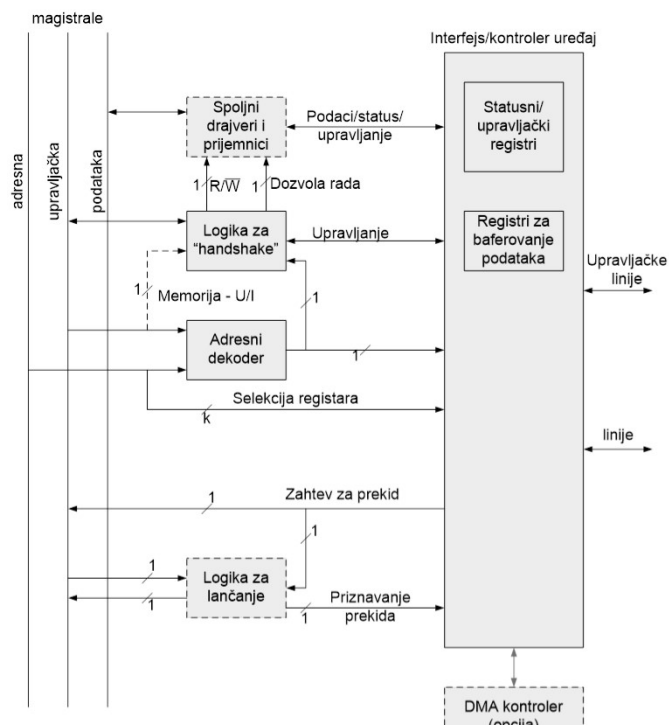 magistrale
adresna
upravljačka
podataka
Interfejs/kontroler uređaj
Spoljni
drajveri i
prijemnici
Podaci/status/
upravljanje
Statusni/
upravljački
registri
1
R/W̅
1
Dozvola rada
Logika za
“handshake”
Upravljanje
Registri za
baferovanje
podataka
Upravljačke
linije
1
Memorija - U/I
1
Adresni
dekoder
1
Selekcija registara
k
linije
Zahtev za prekid
1
1
1
Logika za
lančanje
1
1
Priznavanje
prekida
DMA kontroler
(opcija)